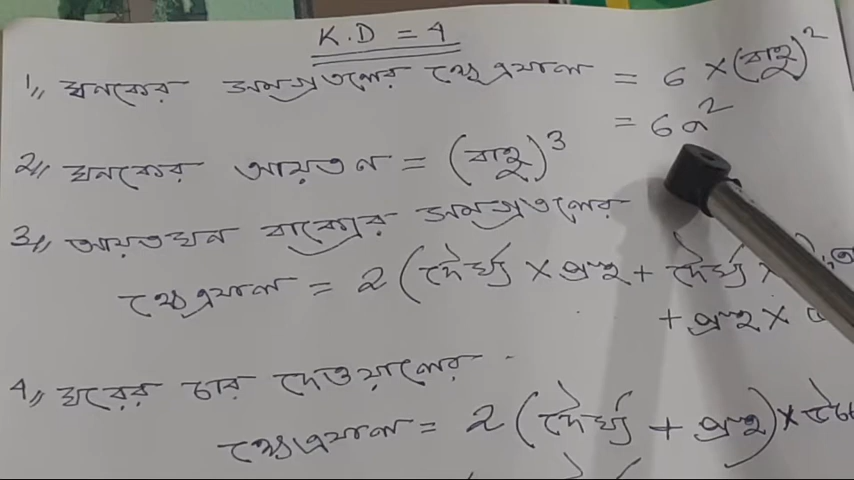 K.D = 4
1) ঘনকের সমগ্রতলের ক্ষেত্রফল = 6 × (বাহু)²
= 6a²
2) ঘনকের আয়তন = (বাহু)³
3) আয়তঘন বাক্সের সমগ্রতলের
ক্ষেত্রফল = 2 (দৈর্ঘ্য × প্রস্থ + দৈর্ঘ্য ×
+ প্রস্থ ×
4) ঘরের চার দেওয়ালের
ক্ষেত্রফল = 2 (দৈর্ঘ্য + প্রস্থ) ×